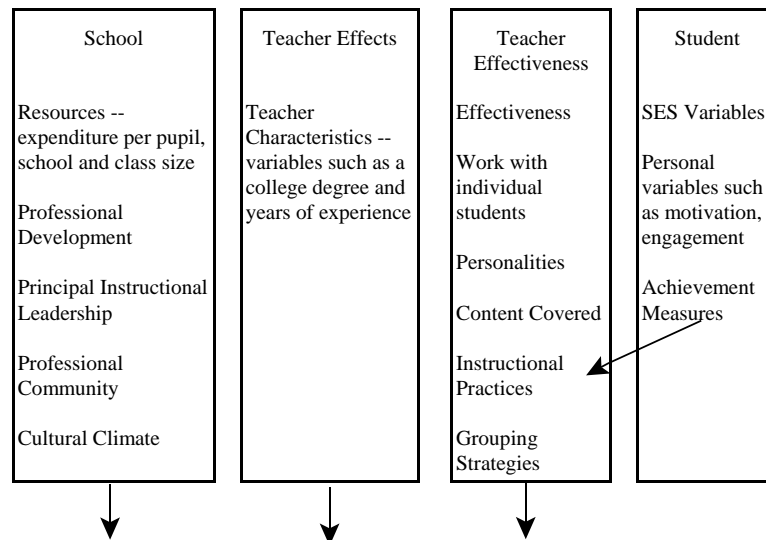 School
Resources --
expenditure per pupil,
school and class size
Professional
Development
Principal Instructional
Leadership
Professional
Community
Cultural Climate
Teacher Effects
Teacher
Characteristics --
variables such as a
college degree and
years of experience
Teacher
Effectiveness
Effectiveness
Work with
individual
students
Personalities
Content Covered
Instructional
Practices
Grouping
Strategies
Student
SES Variables
Personal
variables such
as motivation,
engagement
Achievement
Measures